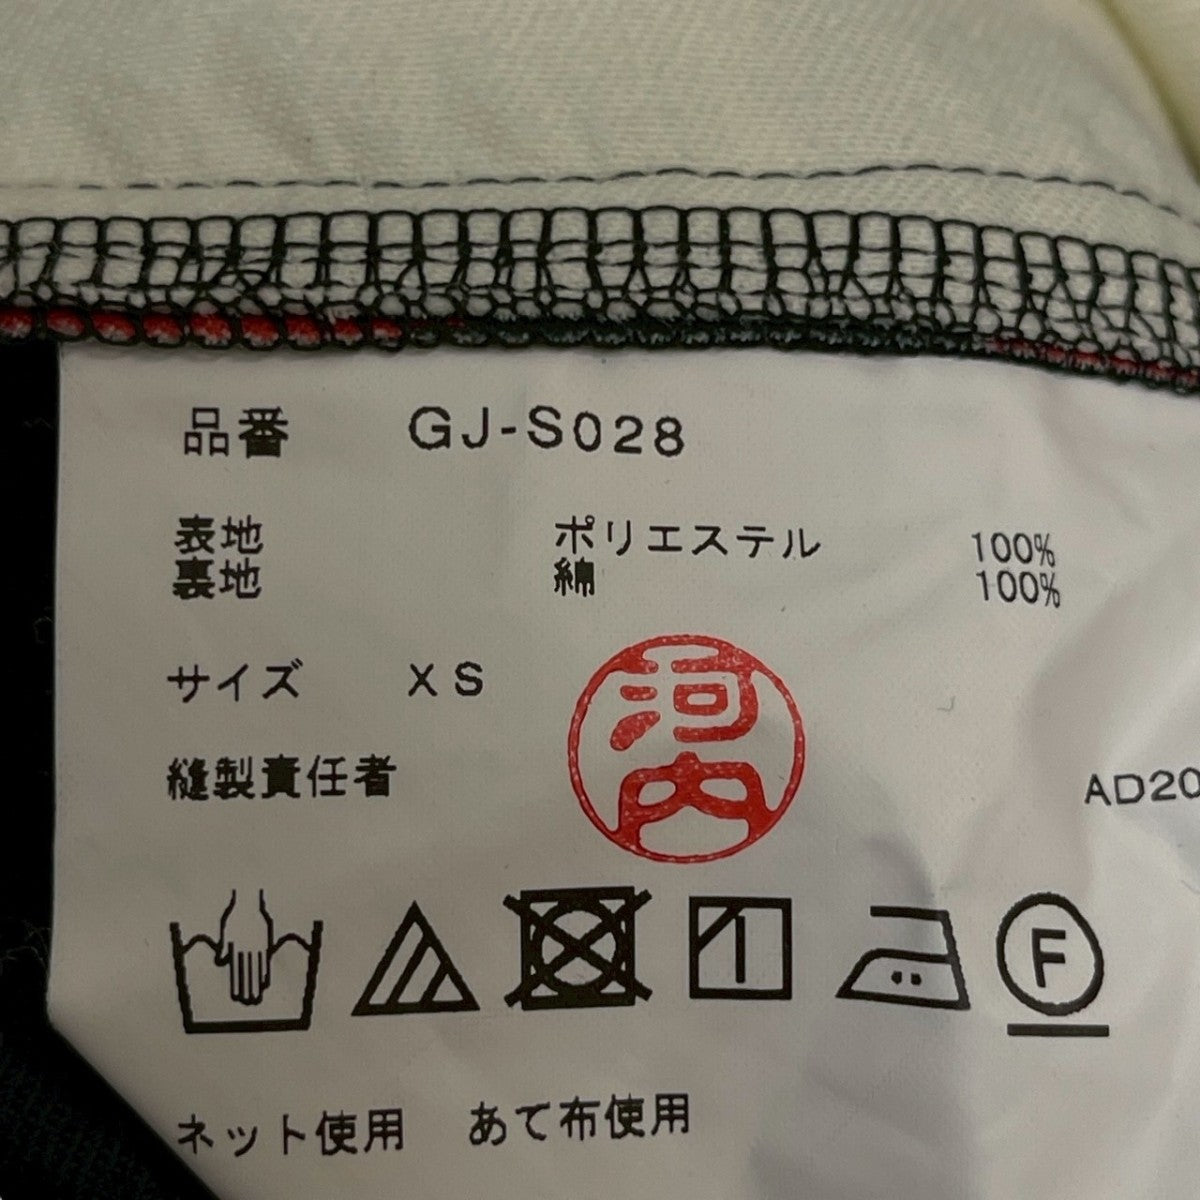 品番 GJ-S028
表地 ポリエステル 100%
裏地 綿 100%
サイズ XS
河内
縫製責任者
AD20
F
ネット使用 あて布使用